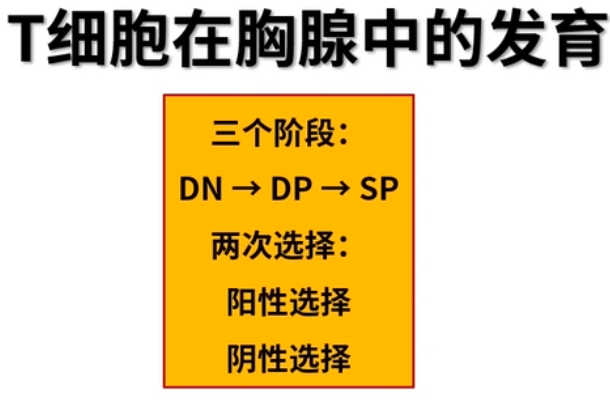 T细胞在胸腺中的发育
三个阶段：
DN → DP → SP
两次选择：
阳性选择
阴性选择